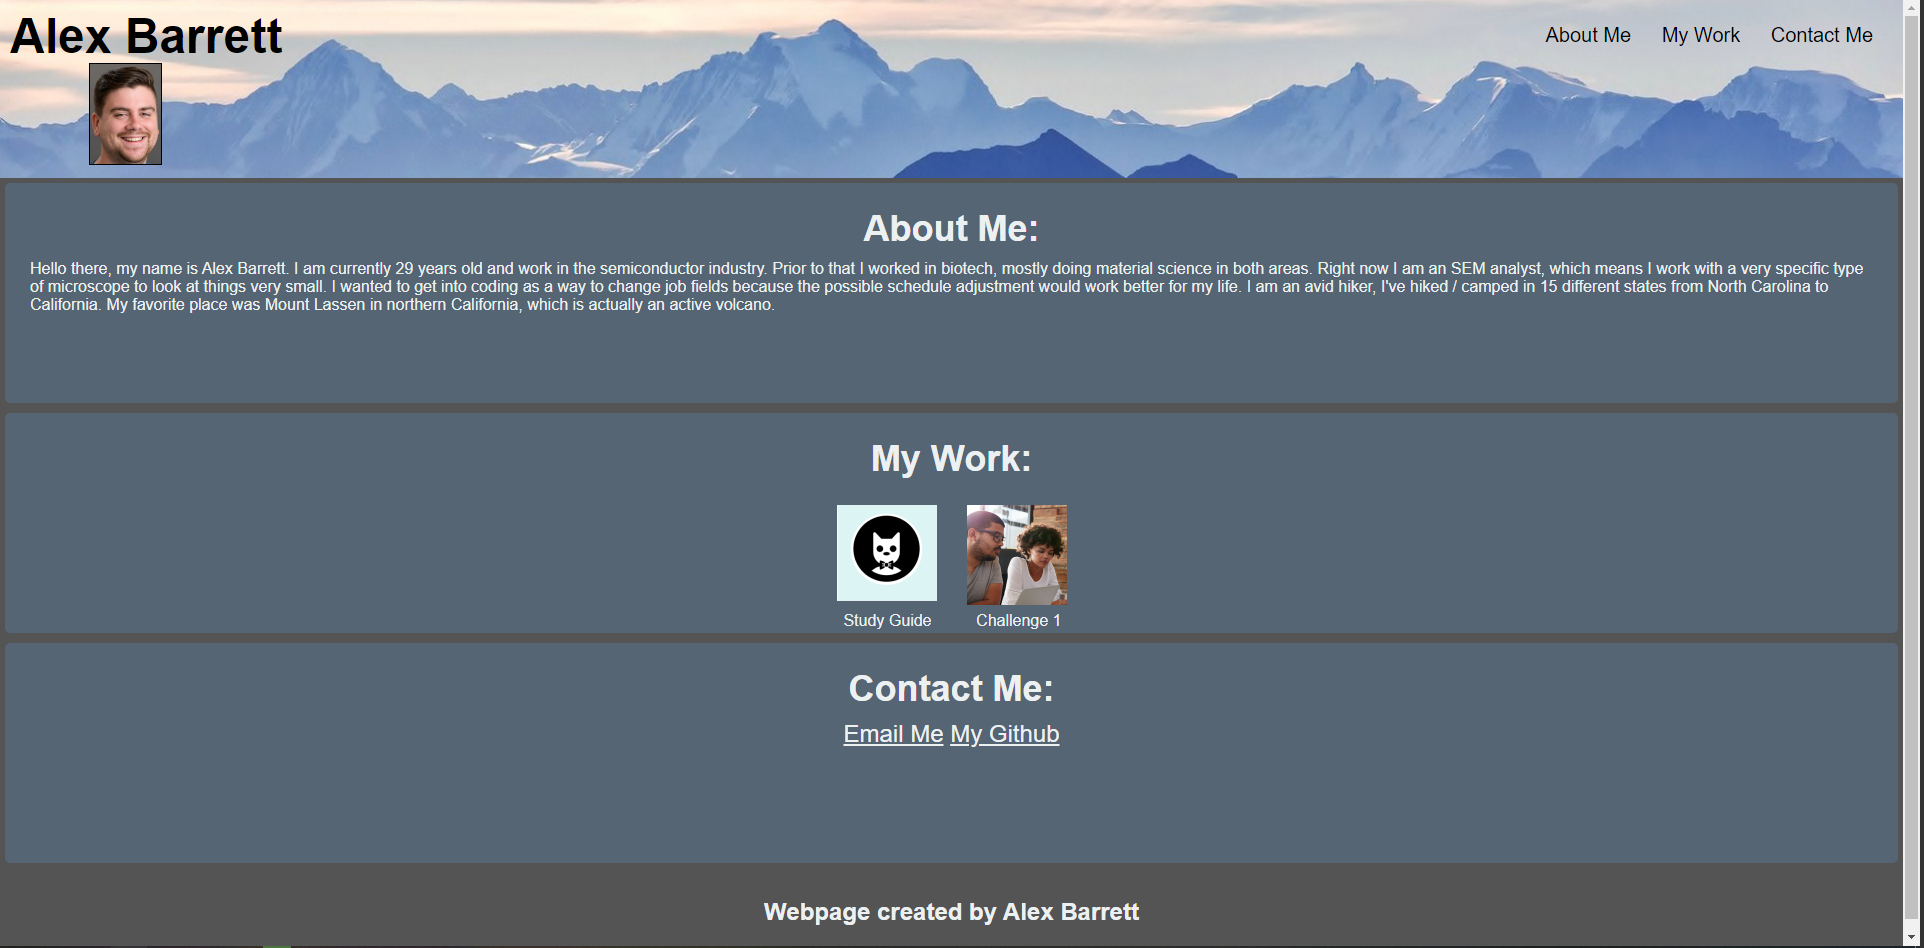 Alex Barrett
About Me My Work Contact Me
About Me:
Hello there, my name is Alex Barrett. I am currently 29 years old and work in the semiconductor industry. Prior to that I worked in biotech, mostly doing material science in both areas. Right now I am an SEM analyst, which means I work with a very specific type
of microscope to look at things very small. I wanted to get into coding as a way to change job fields because the possible schedule adjustment would work better for my life. I am an avid hiker, I've hiked / camped in 15 different states from North Carolina to
California. My favorite place was Mount Lassen in northern California, which is actually an active volcano.
My Work:
Study Guide Challenge 1
Contact Me:
Email Me My Github
Webpage created by Alex Barrett